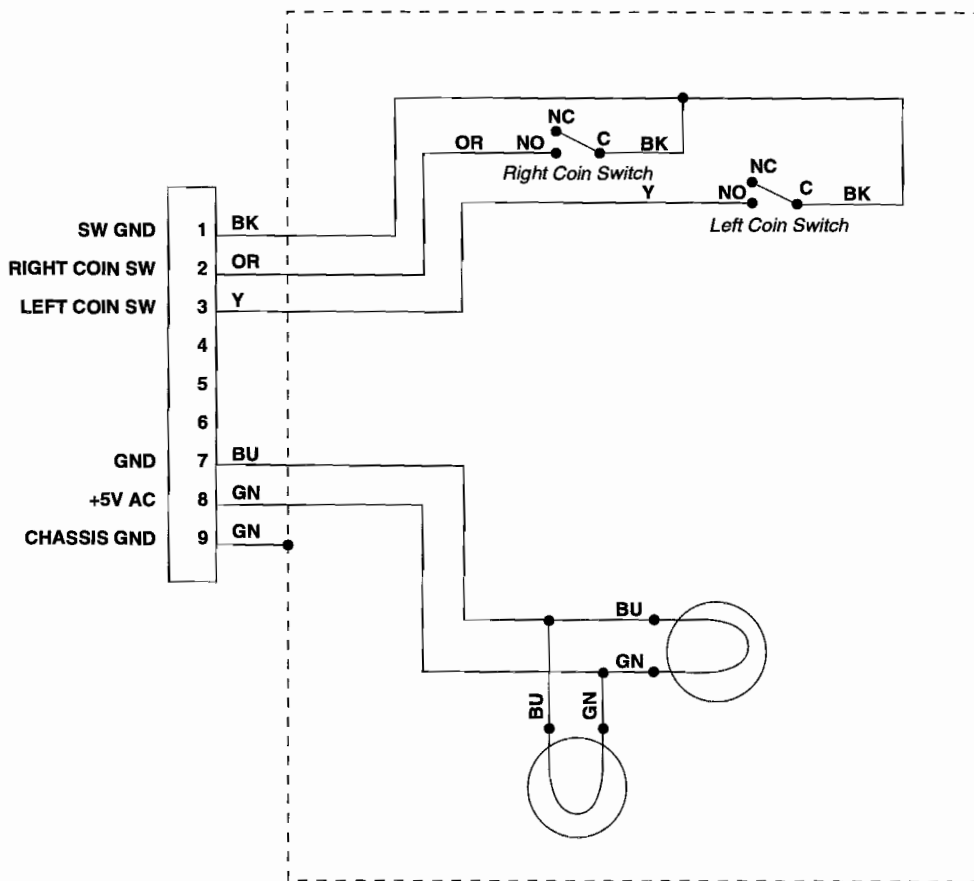 NC
OR NO C BK
Right Coin Switch
NC
Y NO C BK
Left Coin Switch
SW GND 1 BK
RIGHT COIN SW 2 OR
LEFT COIN SW 3 Y
4
5
6
GND 7 BU
+5V AC 8 GN
CHASSIS GND 9 GN
BU
GN
BU GN